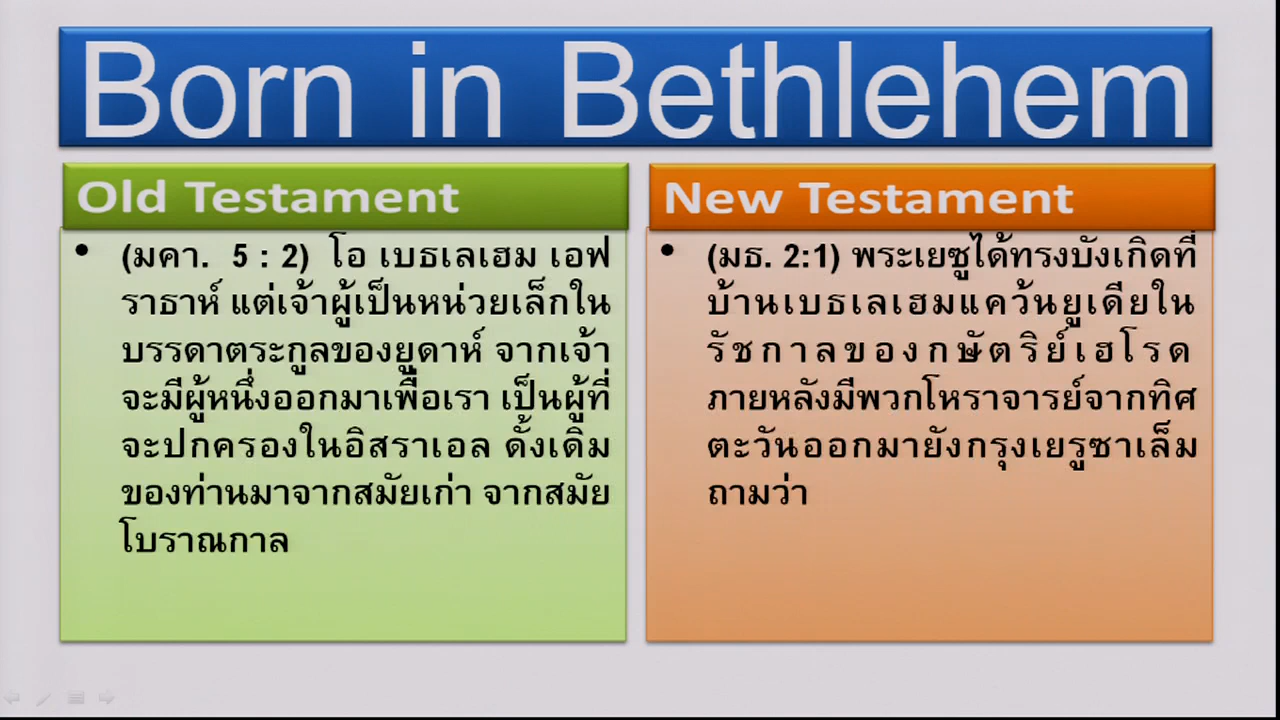 Born in Bethlehem
Old Testament
• (มคา. 5 : 2) โอ เบธเลเฮม เอฟ
ราธาห์ แต่เจ้าผู้เป็นหน่วยเล็กใน
บรรดาตระกูลของยูดาห์ จากเจ้า
จะมีผู้หนึ่งออกมาเพื่อเรา เป็นผู้ที่
จะปกครองในอิสราเอล ดั้งเดิม
ของท่านมาจากสมัยเก่า จากสมัย
โบราณกาล
New Testament
• (มธ. 2:1) พระเยซูได้ทรงบังเกิดที่
บ้านเบธเลเฮมแคว้นยูเดียใน
รัชกาลของกษัตริย์เฮโรด
ภายหลังมีพวกโหราจารย์จากทิศ
ตะวันออกมายังกรุงเยรูซาเล็ม
ถามว่า